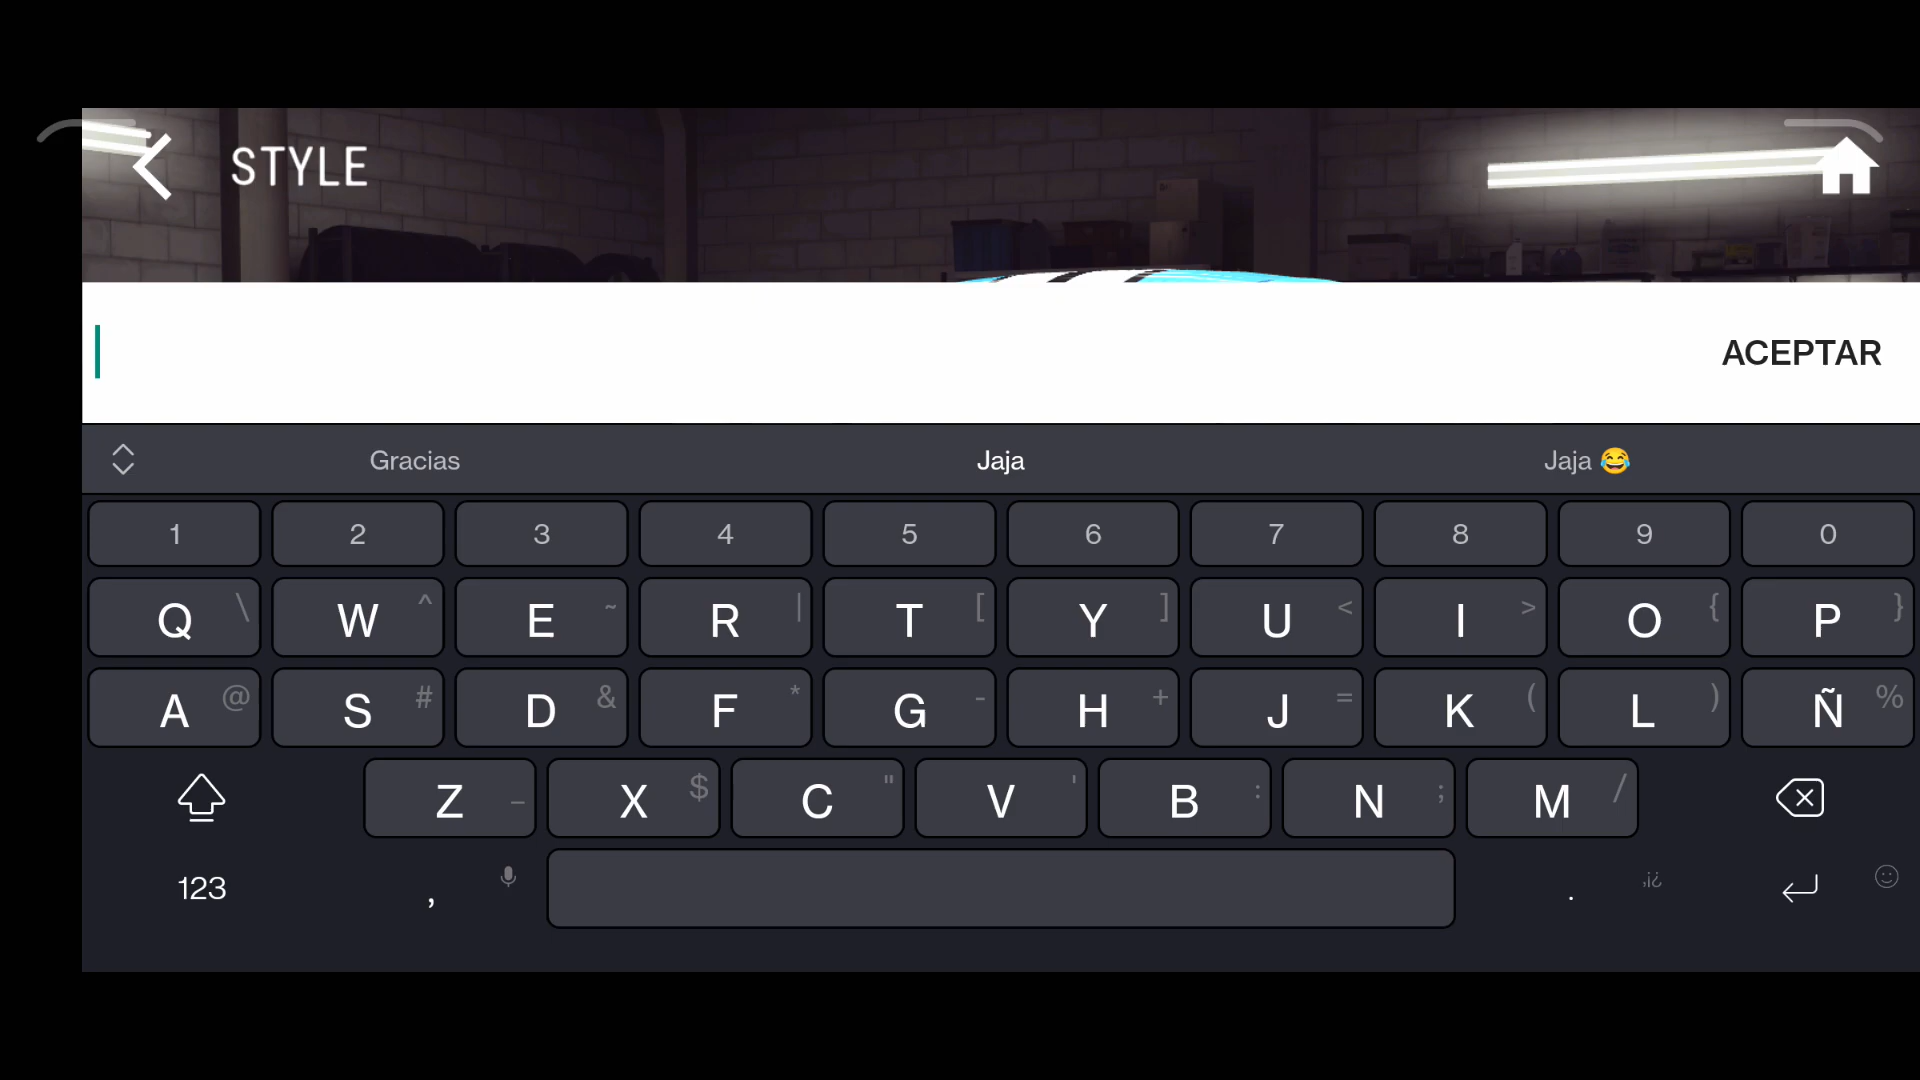 STYLE
ACEPTAR
Gracias Jaja Jaja 😂
1 2 3 4 5 6 7 8 9 0
Q \ W ^ E ~ R | T [ Y ] U < I > O { P }
A @ S # D & F * G - H + J = K ( L ) Ñ %
Z _ X $ C " V ' B : N ; M /
123 , . ,¡¿